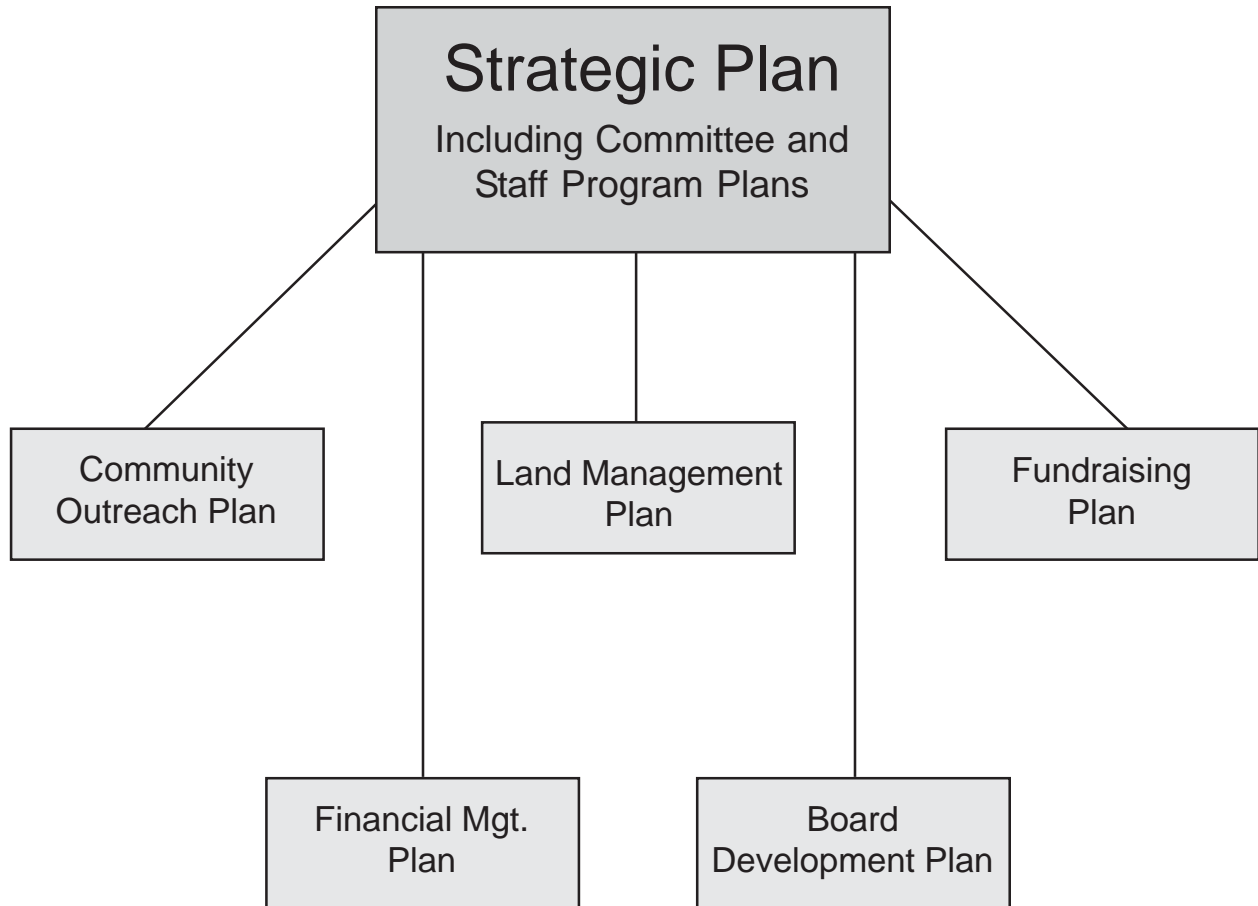 Strategic Plan
Including Committee and
Staff Program Plans
Community
Outreach Plan
Land Management
Plan
Fundraising
Plan
Financial Mgt.
Plan
Board
Development Plan